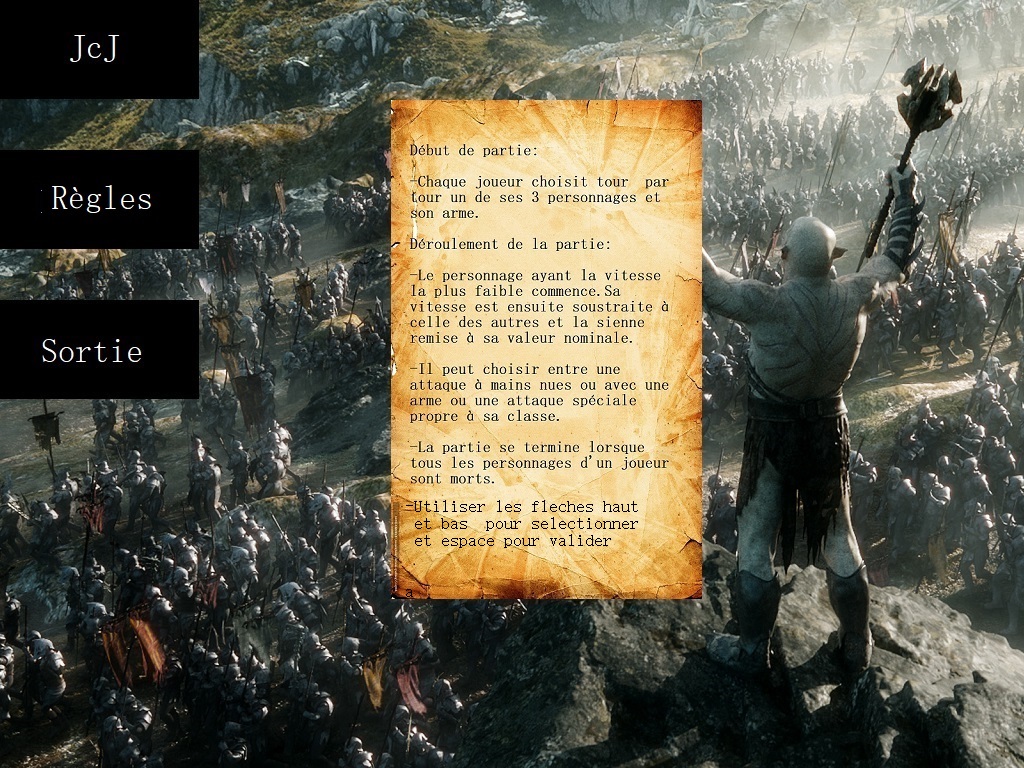 JcJ
Règles
Sortie
Début de partie:
-Chaque joueur choisit tour  par
tour un de ses 3 personnages et
son arme.
Déroulement de la partie:
-Le personnage ayant la vitesse
la plus faible commence.Sa
vitesse est ensuite soustraite à
celle des autres et la sienne
remise à sa valeur nominale.
-Il peut choisir entre une
attaque à mains nues ou avec une
arme ou une attaque spéciale
propre à sa classe.
-La partie se termine lorsque
tous les personnages d'un joueur
sont morts.
-Utiliser les fleches haut
et bas  pour selectionner
et espace pour valider
a